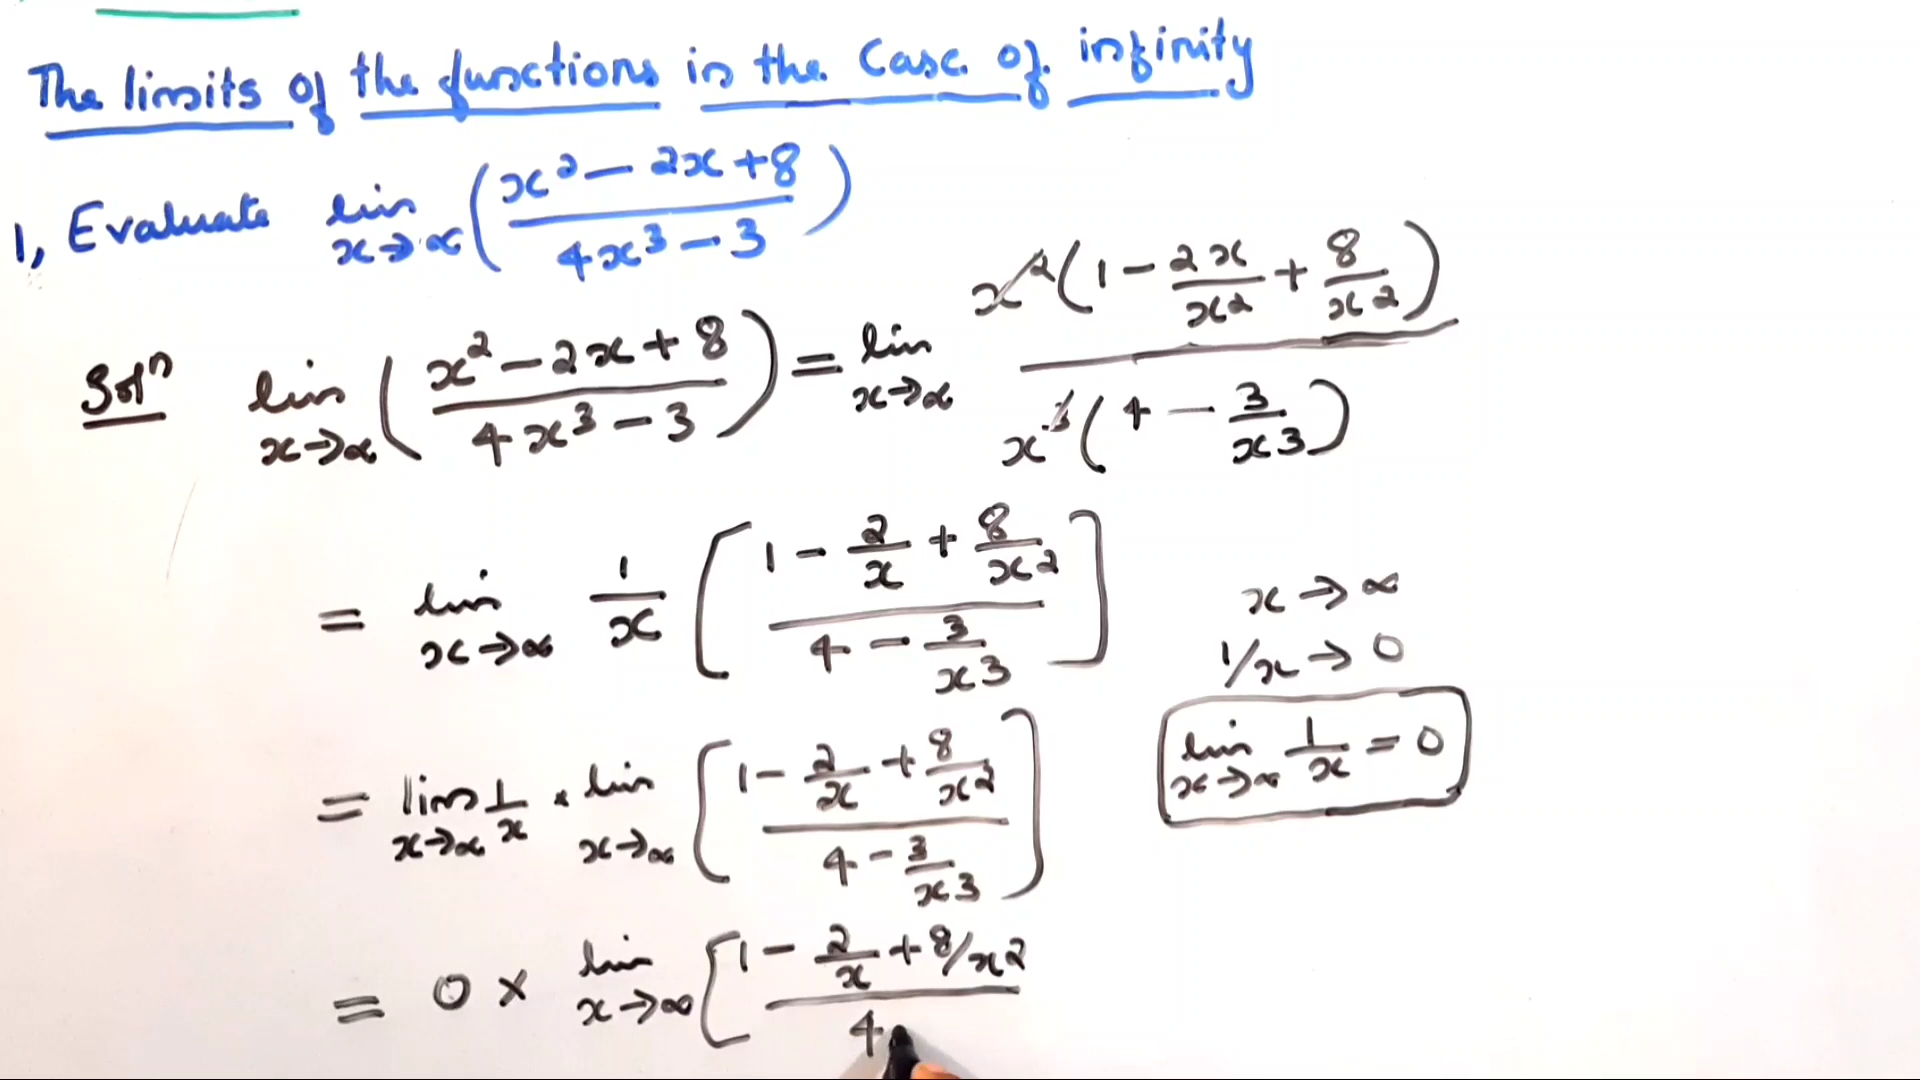 The limits of the functions in the case of infinity
1, Evaluate lim x→∞ (x² − 2x + 8 / 4x³ − 3)
Solⁿ lim x→∞ (x² − 2x + 8 / 4x³ − 3) = lim x→∞ x²(1 − 2x/x² + 8/x²) / x³(4 − 3/x³)
= lim x→∞ 1/x [1 − 2/x + 8/x² / 4 − 3/x³]
x → ∞
1/x → 0
lim x→∞ 1/x = 0
= lim x→∞ 1/x × lim x→∞ [1 − 2/x + 8/x² / 4 − 3/x³]
= 0 × lim x→∞ [1 − 2/x + 8/x² / 4